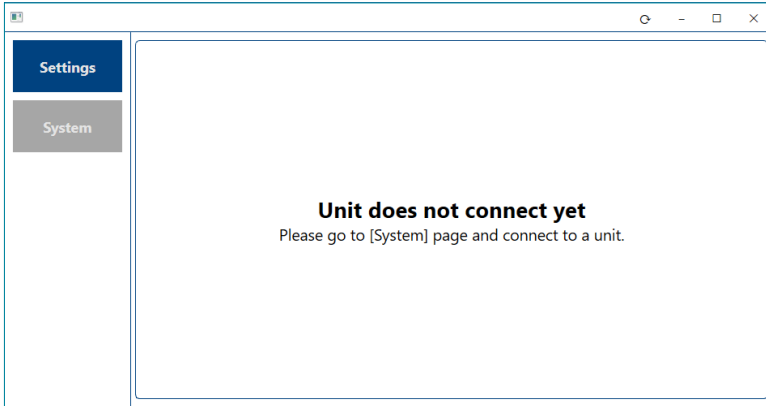 Settings
System
Unit does not connect yet
Please go to [System] page and connect to a unit.